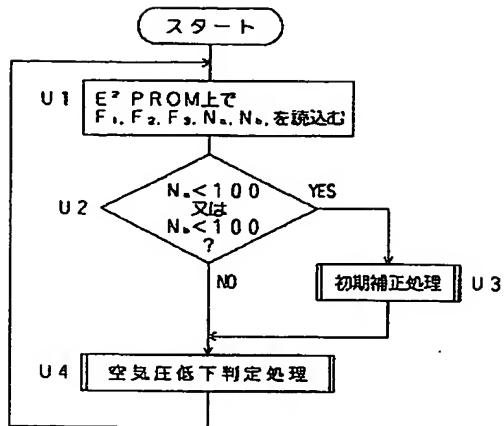 スタート
U1
E² PROM上で
F₁, F₂, F₃, Nₐ, N_b, を読込む
U2
Nₐ<100
又は
N_b<100
?
YES
NO
初期補正処理
U3
U4
空気圧低下判定処理